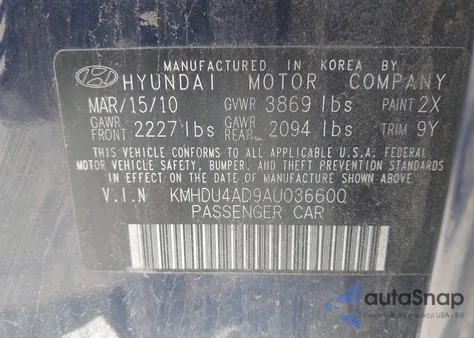 MANUFACTURED IN KOREA BY
HYUNDAI MOTOR COMPANY
MAR/15/10 GVWR 3869 lbs PAINT 2X
GAWR FRONT 2227 lbs GAWR REAR 2094 lbs TRIM 9Y
THIS VEHICLE CONFORMS TO ALL APPLICABLE U.S.A. FEDERAL
MOTOR VEHICLE SAFETY, BUMPER, AND THEFT PREVENTION STANDARDS
IN EFFECT ON THE DATE OF MANUFACTURE SHOWN ABOVE.
V.I.N KMHDU4AD9AU036600
PASSENGER CAR
autoSnap